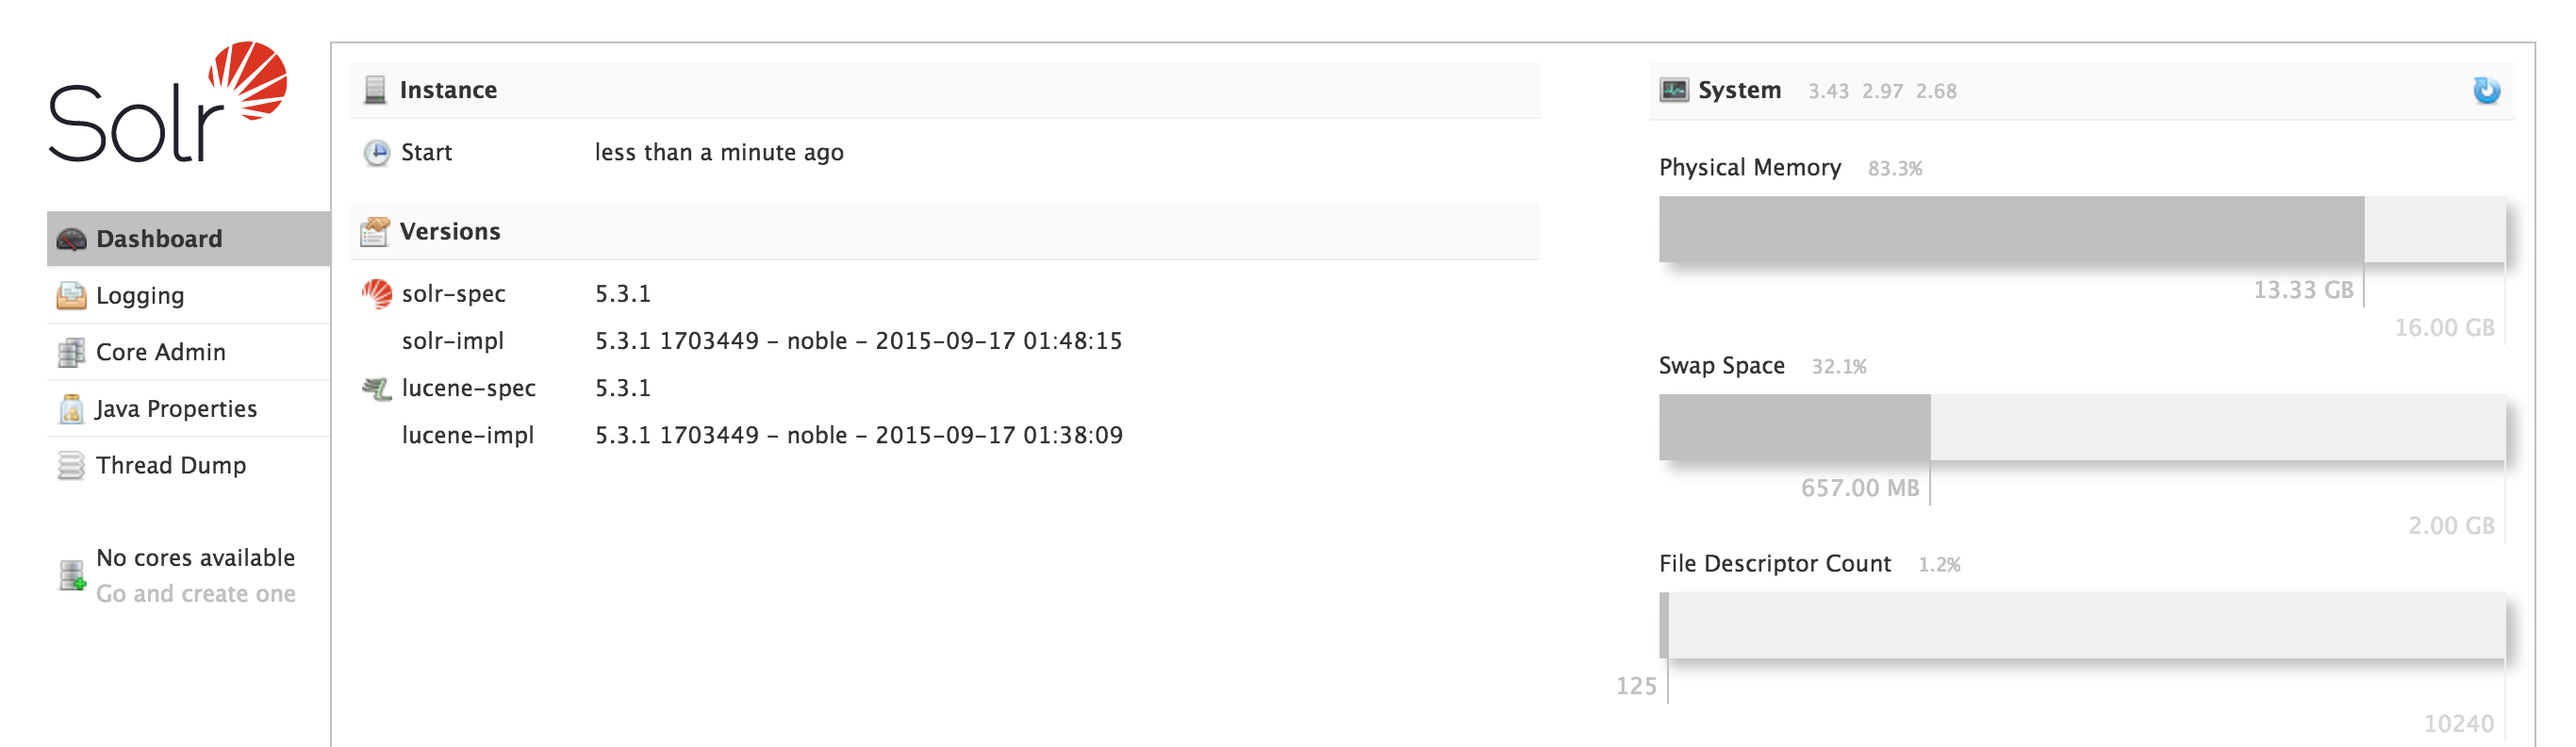 Solr
Dashboard
Logging
Core Admin
Java Properties
Thread Dump
No cores available
Go and create one
Instance
Start less than a minute ago
Versions
solr-spec 5.3.1
solr-impl 5.3.1 1703449 - noble - 2015-09-17 01:48:15
lucene-spec 5.3.1
lucene-impl 5.3.1 1703449 - noble - 2015-09-17 01:38:09
System 3.43 2.97 2.68
Physical Memory 83.3%
13.33 GB
16.00 GB
Swap Space 32.1%
657.00 MB
2.00 GB
File Descriptor Count 1.2%
125
10240